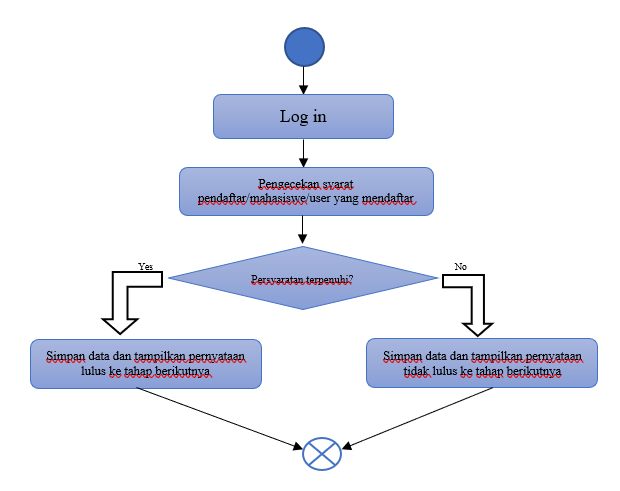 Log in
Pengecekan syarat
pendaftar/mahasiswe/user yang mendaftar
Persyaratan terpenuhi?
Yes
No
Simpan data dan tampilkan pernyataan
lulus ke tahap berikutnya
Simpan data dan tampilkan pernyataan
tidak lulus ke tahap berikutnya